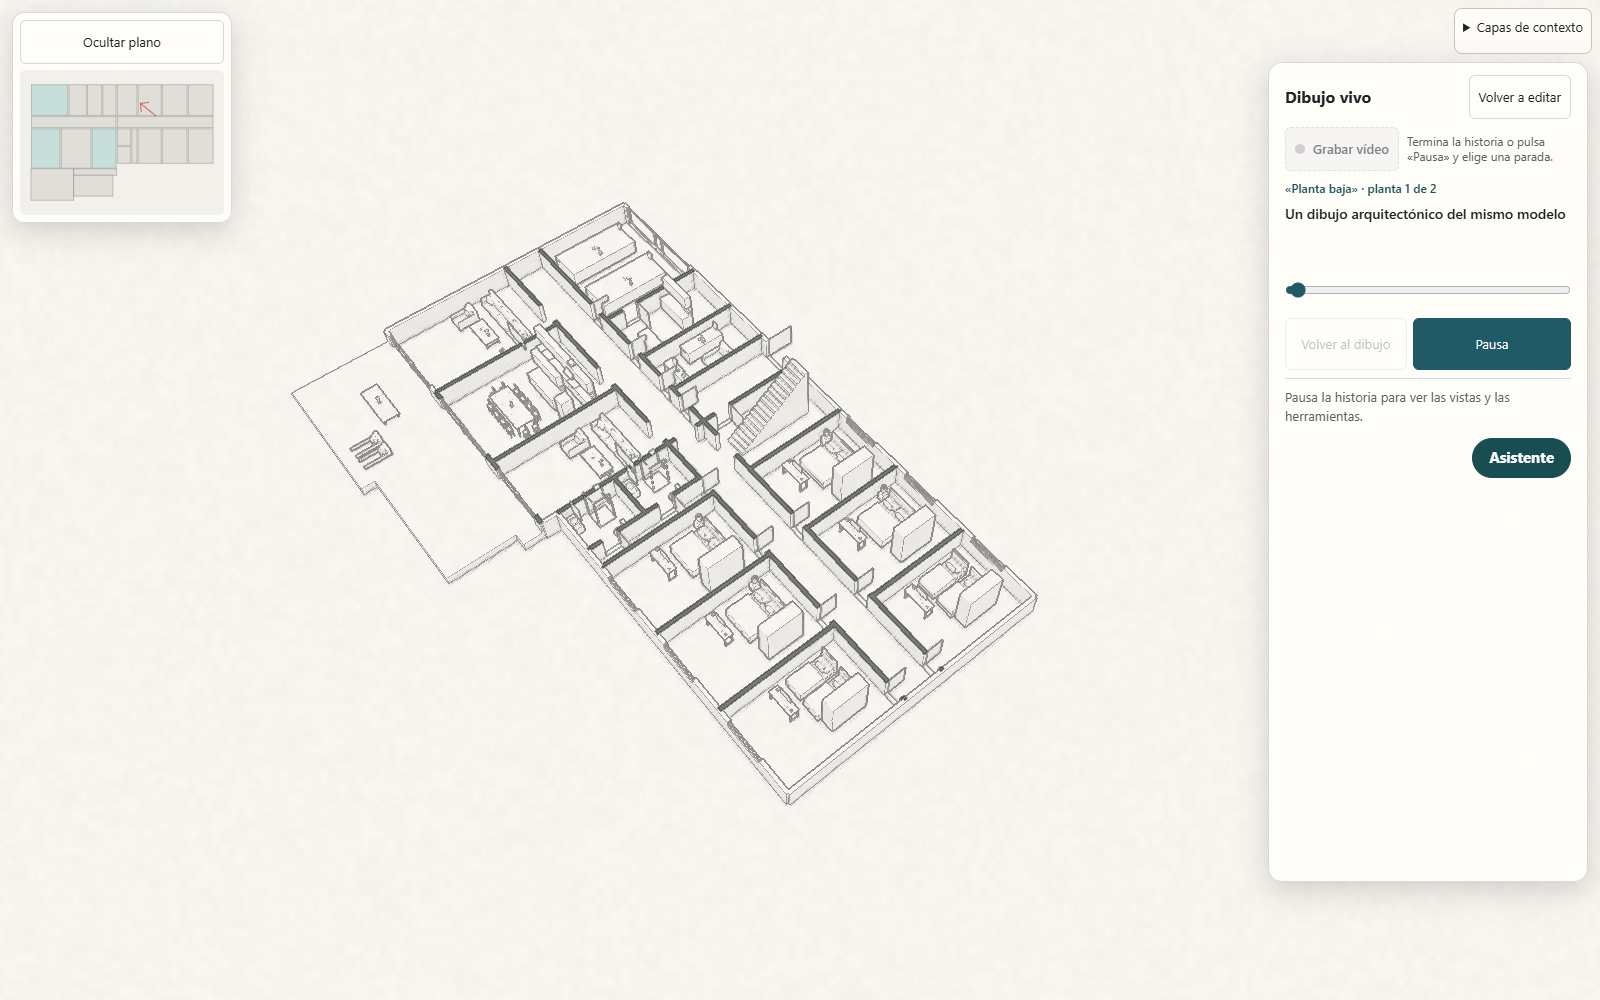 Ocultar plano
▶ Capas de contexto
Dibujo vivo
Volver a editar
Grabar vídeo
Termina la historia o pulsa
«Pausa» y elige una parada.
«Planta baja» · planta 1 de 2
Un dibujo arquitectónico del mismo modelo
Volver al dibujo
Pausa
Pausa la historia para ver las vistas y las
herramientas.
Asistente